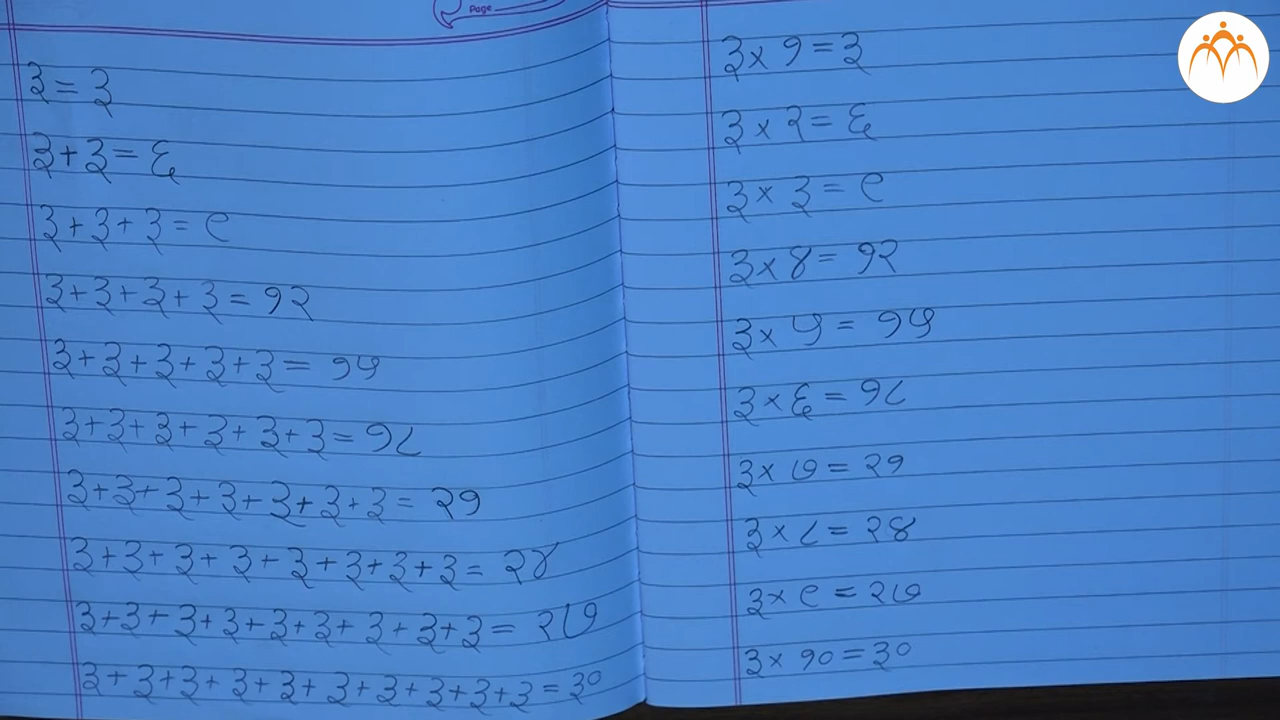 Page
३ = ३
३+३ = ६
३+३+३ = ९
३+३+३+३ = १२
३+३+३+३+३ = १५
३+३+३+३+३+३ = १८
३+३+३+३+३+३+३ = २१
३+३+३+३+३+३+३+३ = २४
३+३+३+३+३+३+३+३+३ = २७
३+३+३+३+३+३+३+३+३+३ = ३०
३ × १ = ३
३ × २ = ६
३ × ३ = ९
३ × ४ = १२
३ × ५ = १५
३ × ६ = १८
३ × ७ = २१
३ × ८ = २४
३ × ९ = २७
३ × १० = ३०